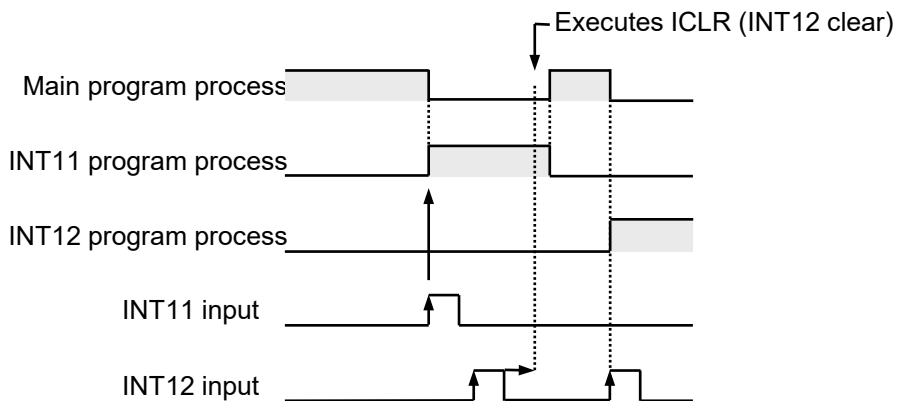 Executes ICLR (INT12 clear)
Main program process
INT11 program process
INT12 program process
INT11 input
INT12 input